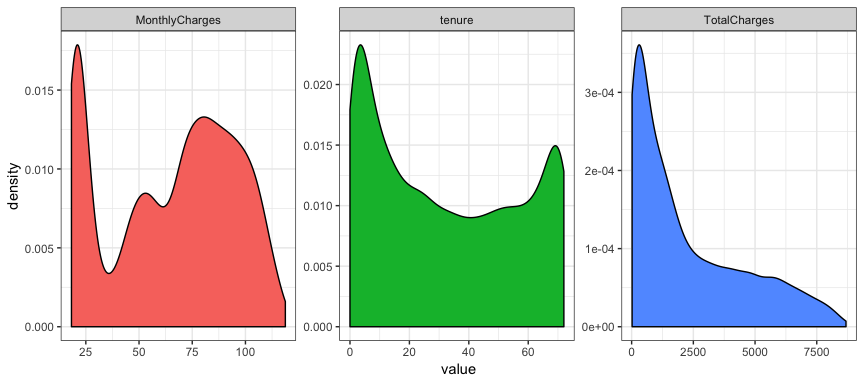 MonthlyCharges
tenure
TotalCharges
density
0.015
0.010
0.005
0.000
25 50 75 100
0.020
0.015
0.010
0.005
0.000
0 20 40 60
3e-04
2e-04
1e-04
0e+00
0 2500 5000 7500
value